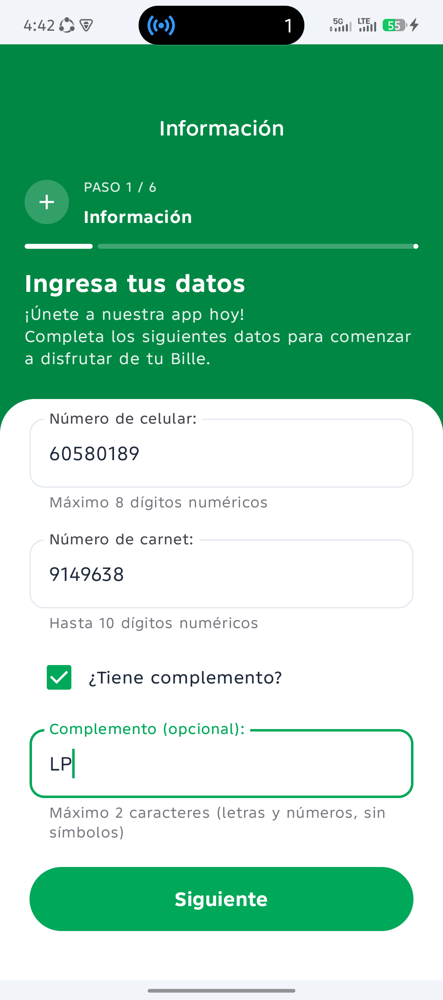 4:42
1
5G
LTE
55
Información
PASO 1 / 6
Información
Ingresa tus datos
¡Únete a nuestra app hoy!
Completa los siguientes datos para comenzar
a disfrutar de tu Bille.
Número de celular:
60580189
Máximo 8 dígitos numéricos
Número de carnet:
9149638
Hasta 10 dígitos numéricos
¿Tiene complemento?
Complemento (opcional):
LP
Máximo 2 caracteres (letras y números, sin
símbolos)
Siguiente